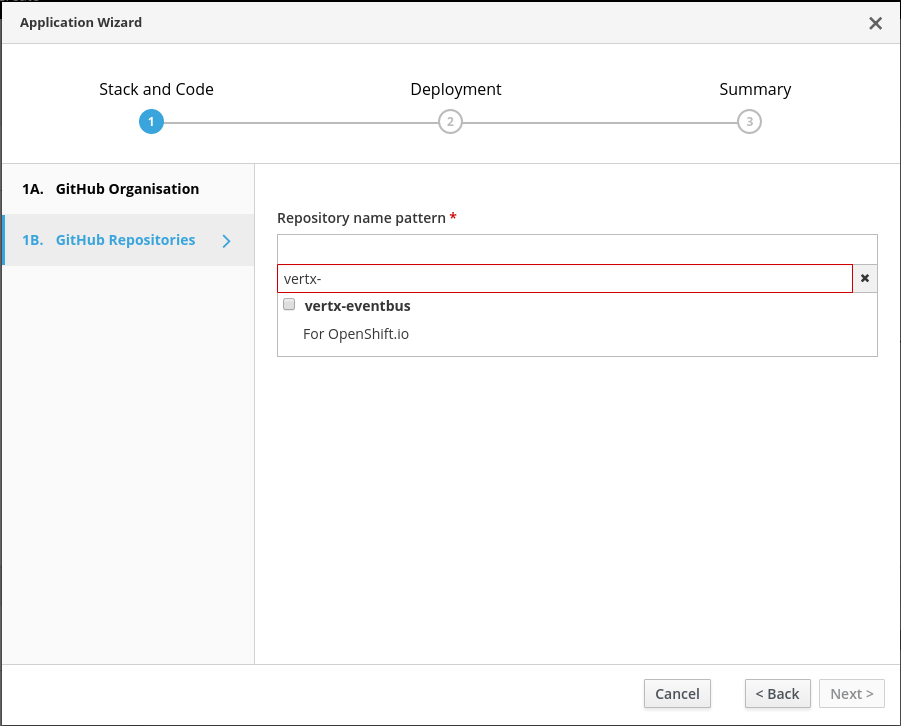 Application Wizard
Stack and Code
Deployment
Summary
1
2
3
1A. GitHub Organisation
1B. GitHub Repositories
Repository name pattern *
vertx-
vertx-eventbus
For OpenShift.io
Cancel
< Back
Next >